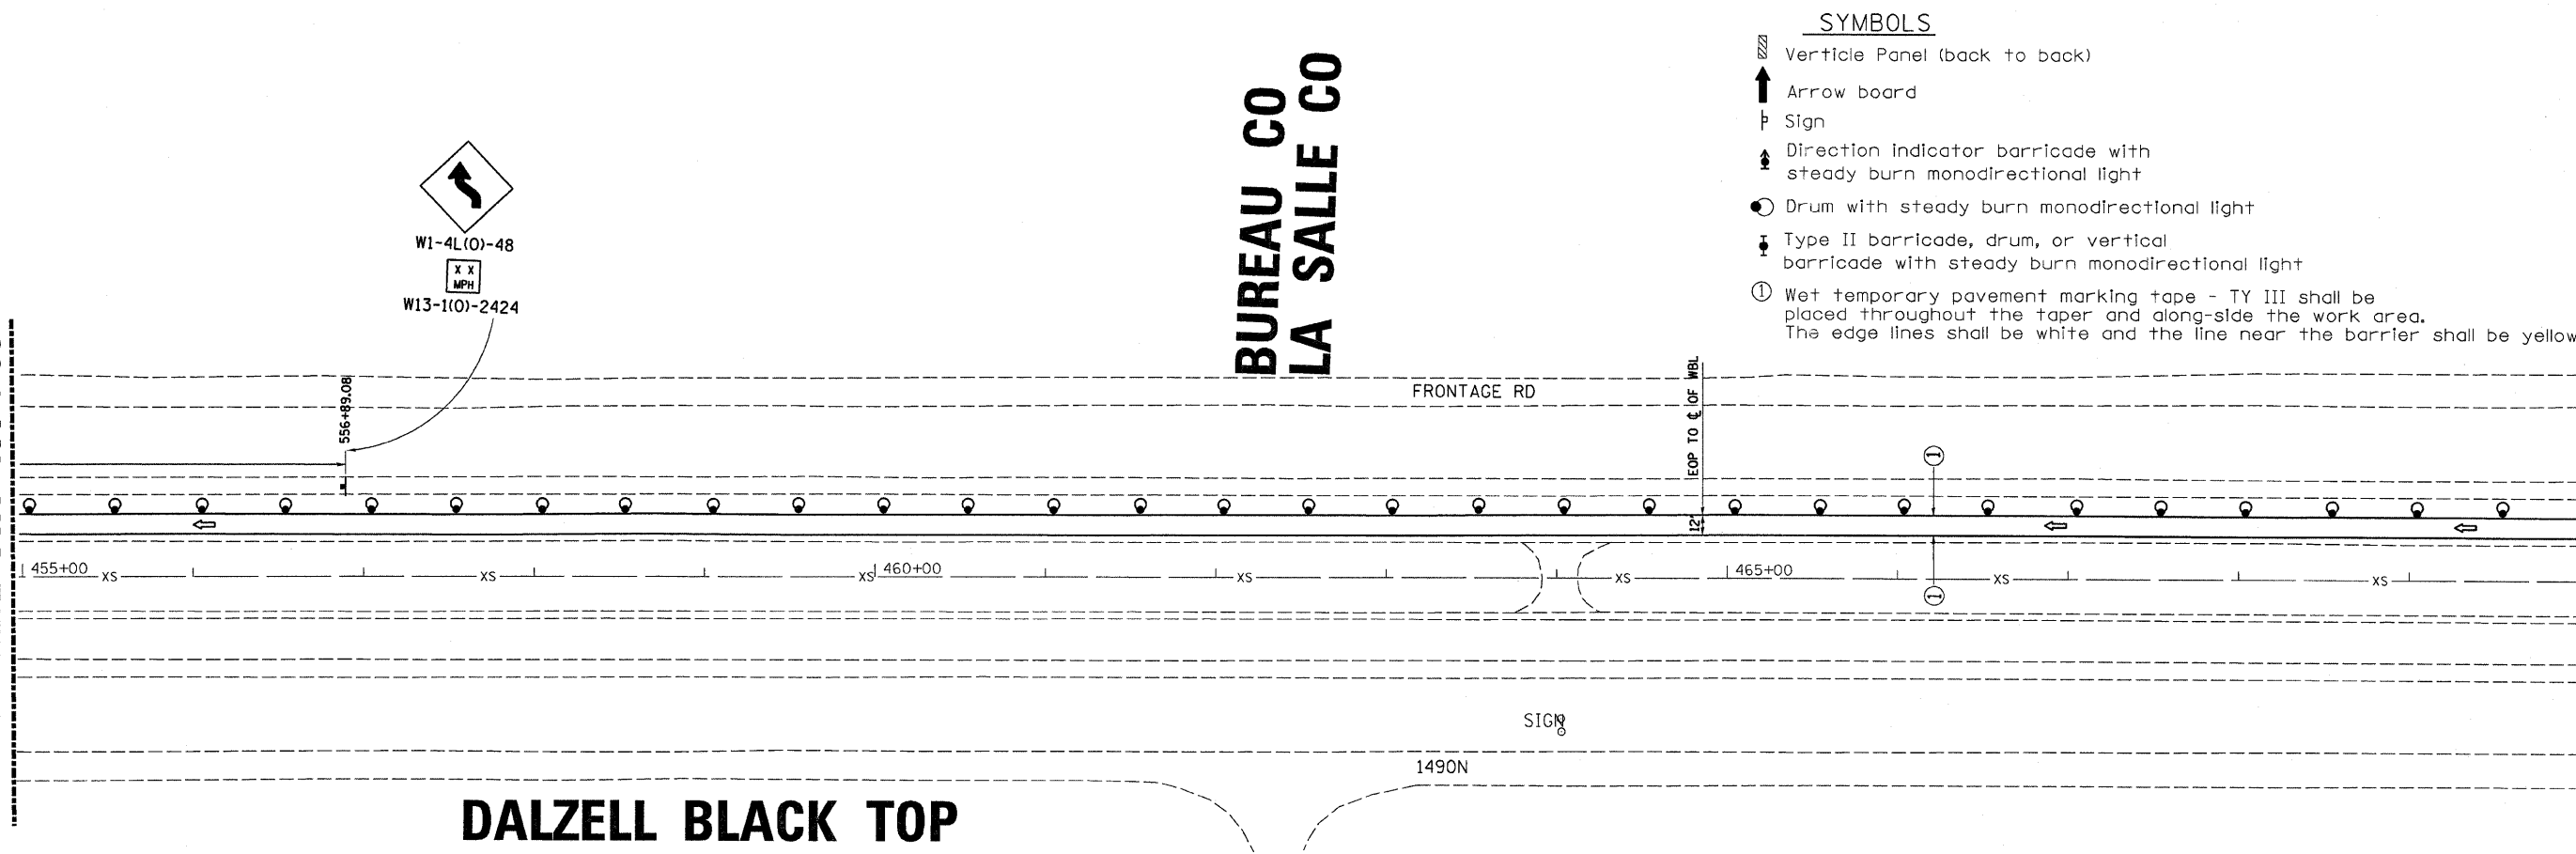 SYMBOLS
Verticle Panel (back to back)
Arrow board
Sign
Direction indicator barricade with
steady burn monodirectional light
Drum with steady burn monodirectional light
Type II barricade, drum, or vertical
barricade with steady burn monodirectional light
1 Wet temporary pavement marking tape - TY III shall be
placed throughout the taper and along-side the work area.
The edge lines shall be white and the line near the barrier shall be yellow
BUREAU CO
LA SALLE CO
W1-4L(O)-48
X X
MPH
W13-1(O)-2424
556+89.08
FRONTAGE RD
EOP TO ℄ OF WBL
12'
1
455+00
XS
XS
XS
460+00
XS
XS
465+00
XS
XS
1
SIGN
1490N
DALZELL BLACK TOP